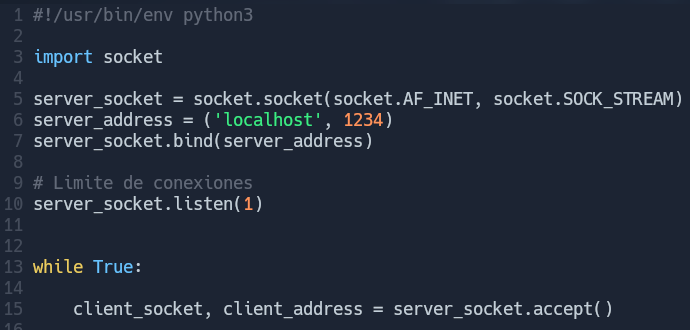 1 #!/usr/bin/env python3
2
3 import socket
4
5 server_socket = socket.socket(socket.AF_INET, socket.SOCK_STREAM)
6 server_address = ('localhost', 1234)
7 server_socket.bind(server_address)
8
9 # Limite de conexiones
10 server_socket.listen(1)
11
12
13 while True:
14
15     client_socket, client_address = server_socket.accept()
16